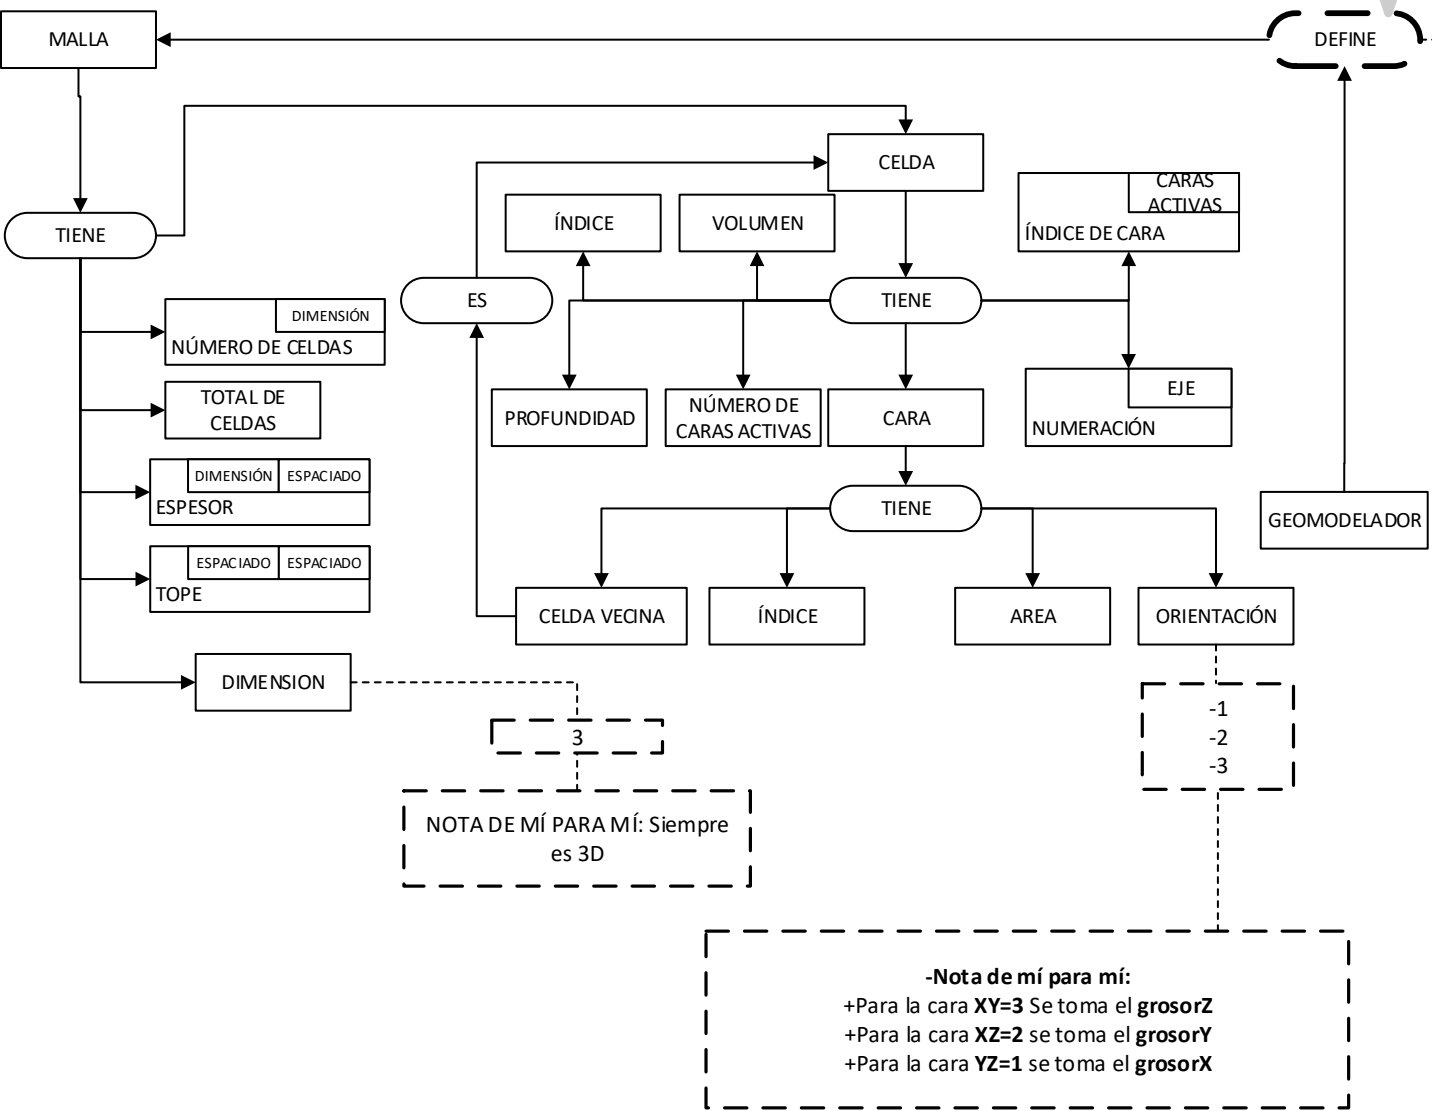 MALLA
DEFINE
CELDA
CARAS
ACTIVAS
ÍNDICE DE CARA
ÍNDICE
VOLUMEN
TIENE
ES
TIENE
DIMENSIÓN
NÚMERO DE CELDAS
TOTAL DE
CELDAS
PROFUNDIDAD
NÚMERO DE
CARAS ACTIVAS
CARA
EJE
NUMERACIÓN
DIMENSIÓN
ESPACIADO
ESPESOR
TIENE
GEOMODELADOR
ESPACIADO
ESPACIADO
TOPE
CELDA VECINA
ÍNDICE
AREA
ORIENTACIÓN
DIMENSION
-1
-2
-3
3
NOTA DE MÍ PARA MÍ: Siempre
es 3D
-Nota de mí para mí:
+Para la cara XY=3 Se toma el grosorZ
+Para la cara XZ=2 se toma el grosorY
+Para la cara YZ=1 se toma el grosorX